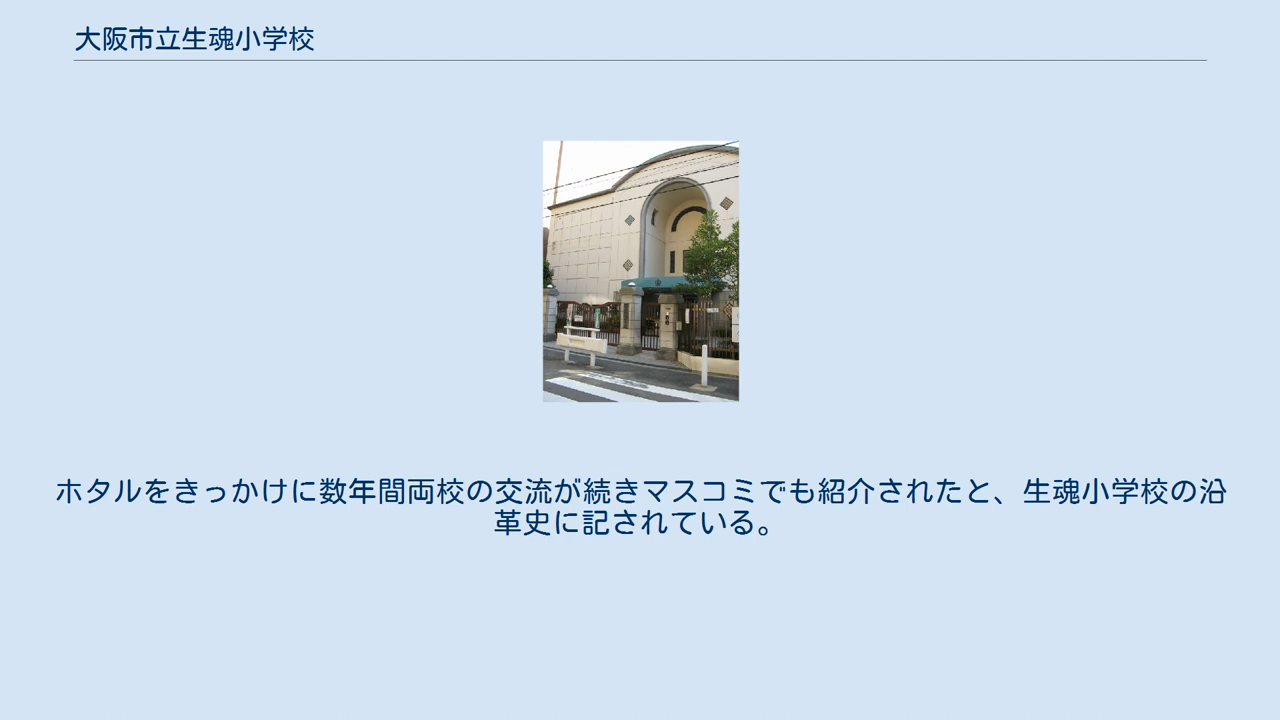 大阪市立生魂小学校
ホタルをきっかけに数年間両校の交流が続きマスコミでも紹介されたと、生魂小学校の沿
革史に記されている。